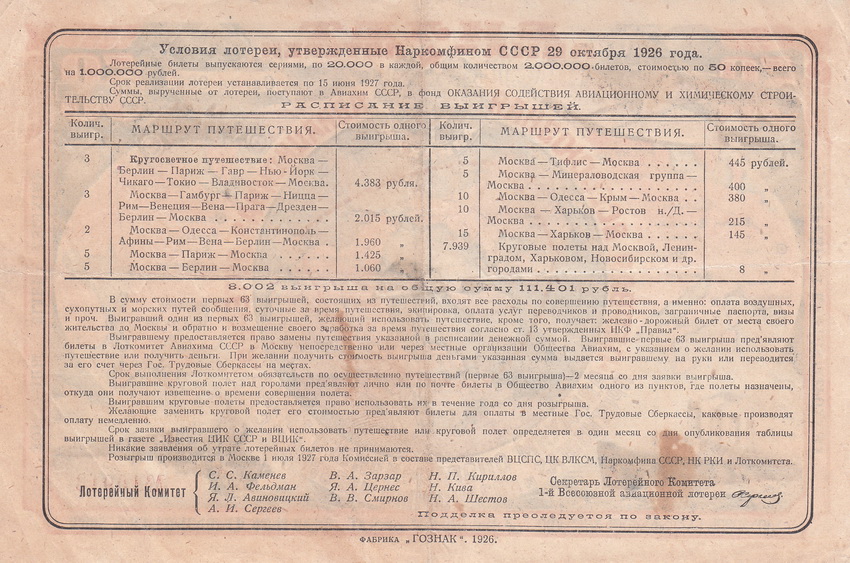 Условия лотереи, утвержденные Наркомфином СССР 29 октября 1926 года.
Лотерейные билеты выпускаются сериями, по 20.000 в каждой, общим количеством 2.000.000 билетов, стоимостью по 50 копеек,—всего
на 1.000.000 рублей.
Срок реализации лотереи устанавливается по 15 июня 1927 года.
Суммы, вырученные от лотереи, поступают в Авиахим СССР, в фонд ОКАЗАНИЯ СОДЕЙСТВИЯ АВИАЦИОННОМУ И ХИМИЧЕСКОМУ СТРОИ-
ТЕЛЬСТВУ СССР.
РАСПИСАНИЕ ВЫИГРЫШЕЙ.
Колич. выигр. МАРШРУТ ПУТЕШЕСТВИЯ. Стоимость одного выигрыша.
3 Кругосветное путешествие: Москва—
Берлин—Париж—Гавр—Нью-Йорк—
Чикаго—Токио—Владивосток—Москва. 4.383 рубля.
3 Москва—Гамбург—Париж—Ницца—
Рим—Венеция—Вена—Прага—Дрезден—
Берлин—Москва . . . . . . . . . 2.015 рублей.
2 Москва—Одесса—Константинополь—
Афины—Рим—Вена—Берлин—Москва . 1.960 „
5 Москва—Париж—Москва . . . . . 1.425 „
5 Москва—Берлин—Москва . . . . . 1.060 „
Колич. выигр. МАРШРУТ ПУТЕШЕСТВИЯ. Стоимость одного выигрыша.
5 Москва—Тифлис—Москва . . . . . . 445 рублей.
5 Москва—Минераловодская группа—
Москва . . . . . . . . . . . . 400 „
10 Москва—Одесса—Крым—Москва . . 380 „
10 Москва—Харьков—Ростов н./Д.—
Москва . . . . . . . . . . . . 215 „
15 Москва—Харьков—Москва . . . . . 145 „
7.939 Круговые полеты над Москвой, Ленин-
градом, Харьковом, Новосибирском и др.
городами . . . . . . . . . . . 8 „
8.002 выигрыша на общую сумму 111.401 рубль.
В сумму стоимости первых 63 выигрышей, состоящих из путешествий, входят все расходы по совершению путешествия, а именно: оплата воздушных,
сухопутных и морских путей сообщения, суточные за время путешествия, экипировка, оплата услуг переводчиков и проводников, заграничные паспорта, визы
и проч. Выигравший один из первых 63 выигрышей, желающий использовать путешествие, кроме того, получает: железно-дорожный билет от места своего
жительства до Москвы и обратно и возмещение своего заработка за время путешествия согласно ст. 13 утвержденных НКФ „Правил“.
Выигравшему предоставляется право замены путешествия указанной в расписании денежной суммой. Выигравшие первые 63 выигрыша пред'являют
билеты в Лоткомитет Авиахима СССР в Москву непосредственно или через местные организации Общества Авиахим, с указанием о желании использовать
путешествие или получить деньги. При желании получить стоимость выигрыша деньгами указанная сумма выдается выигравшему на руки или переводится
за его счет через Гос. Трудовые Сберкассы на местах.
Срок выполнения Лоткомитетом обязательств по осуществлению путешествий (первые 63 выигрыша)—2 месяца со дня заявки выигрыша.
Выигравшие круговой полет над городами пред'являют лично или по почте билеты в Общество Авиахим одного из пунктов, где полеты назначены,
откуда они получают извещение о времени совершения полета.
Выигравшим круговые полеты предоставляется право использовать их в течение года со дня розыгрыша.
Желающие заменить круговой полет его стоимостью пред'являют билеты для оплаты в местные Гос. Трудовые Сберкассы, каковые производят
оплату немедленно.
Срок заявки выигравшего о желании использовать путешествие или круговой полет определяется в один месяц со дня опубликования таблицы
выигрышей в газете „Известия ЦИК СССР и ВЦИК“.
Никакие заявления об утрате лотерейных билетов не принимаются.
Розыгрыш производится в Москве 1 июля 1927 года Комиссией в составе представителей ВЦСПС, ЦК ВЛКСМ, Наркомфина СССР, НК РКИ и Лоткомитета.
Лотерейный Комитет
С. С. Каменев
И. А. Фельдман
Я. Л. Авиновицкий
А. И. Сергеев
В. А. Зарзар
Я. А. Цернес
В. В. Смирнов
Н. П. Кириллов
Н. Кива
Н. А. Шестов
Секретарь Лотерейного Комитета
1-й Всесоюзной авиационной лотереи
Подделка преследуется по закону.
ФАБРИКА „ГОЗНАК“. 1926.